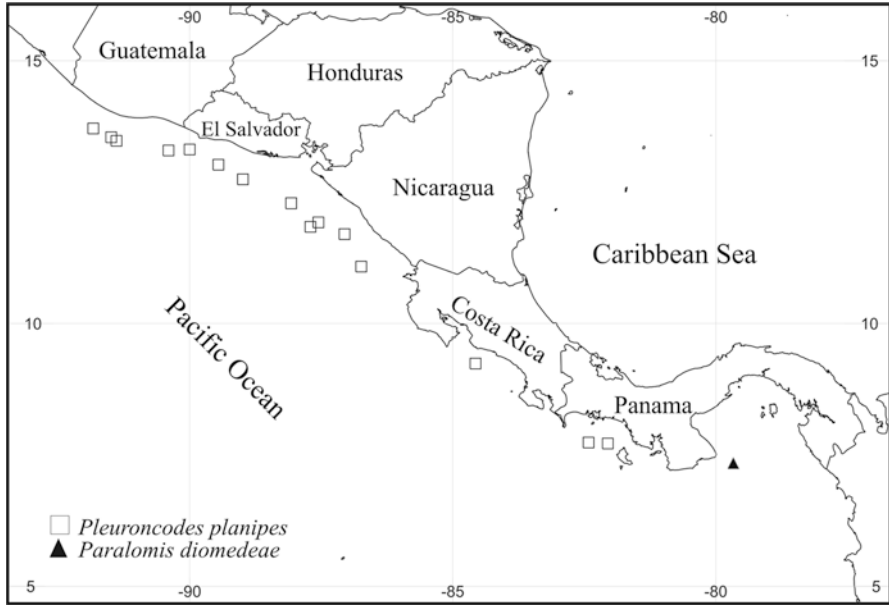 -90 -85 -80
Guatemala
15 15
Honduras
El Salvador
Nicaragua
Caribbean Sea
Costa Rica
10 10
Pacific Ocean
Panama
Pleuroncodes planipes
Paralomis diomedeae
5 5
-90 -85 -80